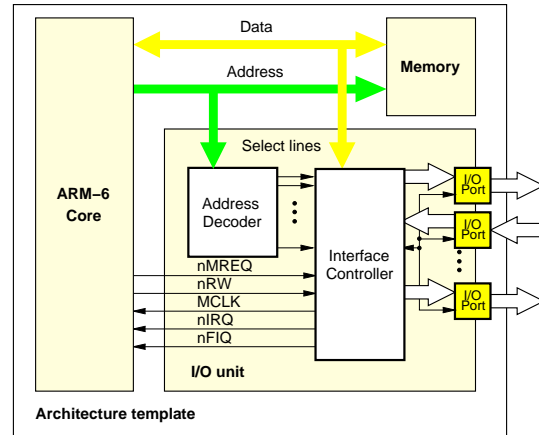 Data
Address
Memory
Select lines
ARM–6
Core
Address
Decoder
I/O
Port
I/O
Port
Interface
Controller
I/O
Port
nMREQ
nRW
MCLK
nIRQ
nFIQ
I/O unit
Architecture template